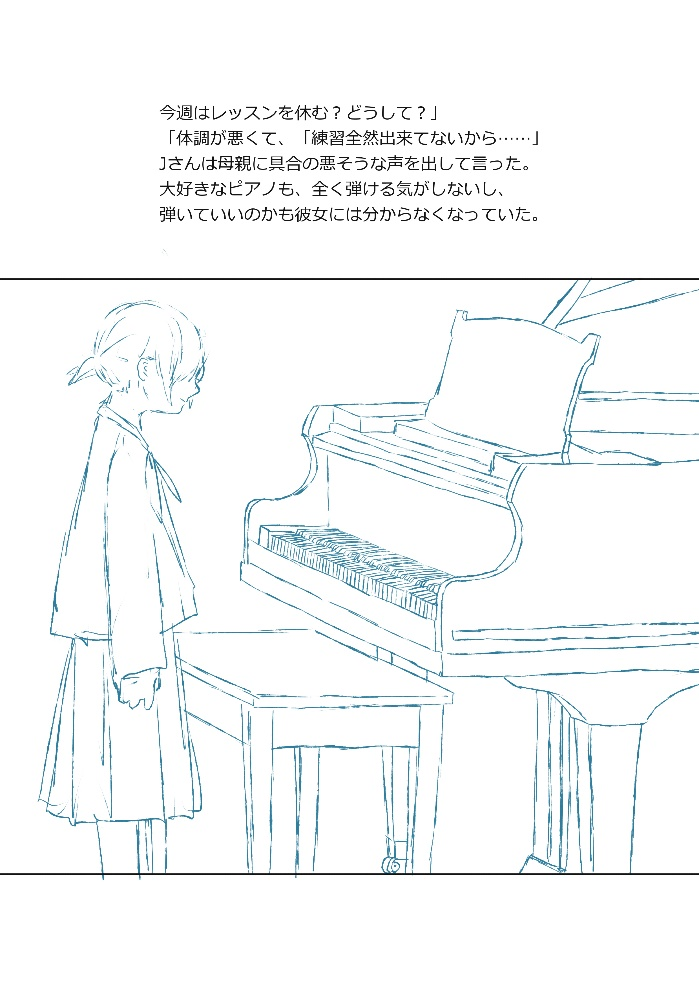 今週はレッスンを休む？どうして？」
「体調が悪くて、「練習全然出来てないから……」
Jさんは母親に具合の悪そうな声を出して言った。
大好きなピアノも、全く弾ける気がしないし、
弾いていいのかも彼女には分からなくなっていた。